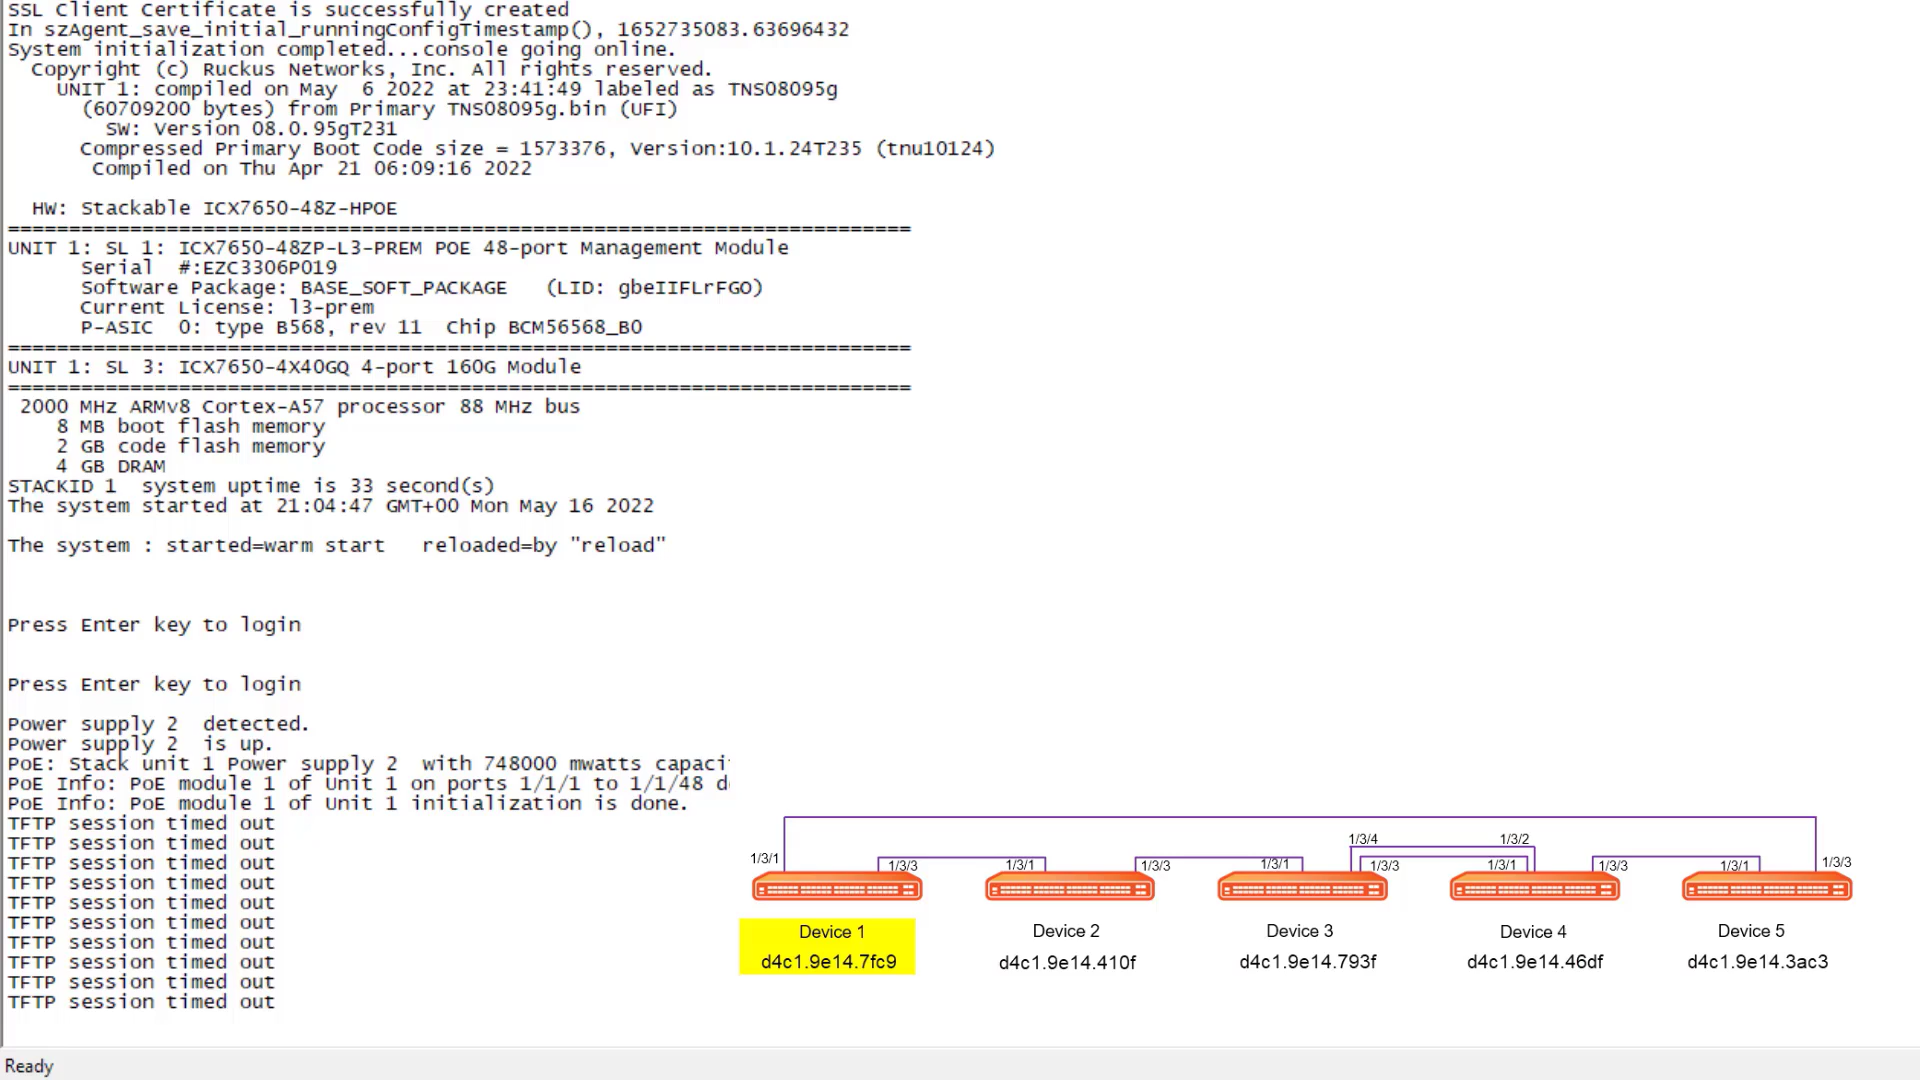 SSL Client Certificate is successfully created
In szAgent_save_initial_runningConfigTimestamp(), 1652735083.63696432
System initialization completed...console going online.
Copyright (c) Ruckus Networks, Inc. All rights reserved.
UNIT 1: compiled on May  6 2022 at 23:41:49 labeled as TNS08095g
(60709200 bytes) from Primary TNS08095g.bin (UFI)
SW: Version 08.0.95gT231
Compressed Primary Boot Code size = 1573376, Version:10.1.24T235 (tnu10124)
Compiled on Thu Apr 21 06:09:16 2022
HW: Stackable ICX7650-48Z-HPOE
==========================================================================
UNIT 1: SL 1: ICX7650-48ZP-L3-PREM POE 48-port Management Module
Serial  #:EZC3306P019
Software Package: BASE_SOFT_PACKAGE   (LID: gbeIIFLrFGO)
Current License: l3-prem
P-ASIC  0: type B568, rev 11  Chip BCM56568_B0
==========================================================================
UNIT 1: SL 3: ICX7650-4X40GQ 4-port 160G Module
==========================================================================
2000 MHz ARMv8 Cortex-A57 processor 88 MHz bus
8 MB boot flash memory
2 GB code flash memory
4 GB DRAM
STACKID 1  system uptime is 33 second(s)
The system started at 21:04:47 GMT+00 Mon May 16 2022
The system : started=warm start   reloaded=by "reload"
Press Enter key to login
Press Enter key to login
Power supply 2  detected.
Power supply 2  is up.
PoE: Stack unit 1 Power supply 2  with 748000 mwatts capaci
PoE Info: PoE module 1 of Unit 1 on ports 1/1/1 to 1/1/48 d
PoE Info: PoE module 1 of Unit 1 initialization is done.
TFTP session timed out
TFTP session timed out
TFTP session timed out
TFTP session timed out
TFTP session timed out
TFTP session timed out
TFTP session timed out
TFTP session timed out
TFTP session timed out
TFTP session timed out
1/3/4 1/3/2
1/3/1 1/3/3 1/3/1 1/3/3 1/3/1 1/3/3 1/3/1 1/3/3 1/3/1 1/3/3
Device 1 Device 2 Device 3 Device 4 Device 5
d4c1.9e14.7fc9 d4c1.9e14.410f d4c1.9e14.793f d4c1.9e14.46df d4c1.9e14.3ac3
Ready